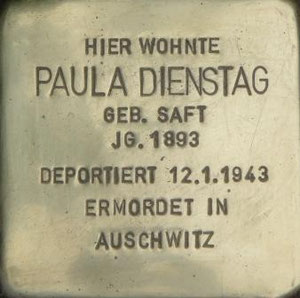 HIER WOHNTE
PAULA DIENSTAG
GEB. SAFT
JG. 1893
DEPORTIERT 12.1.1943
ERMORDET IN
AUSCHWITZ